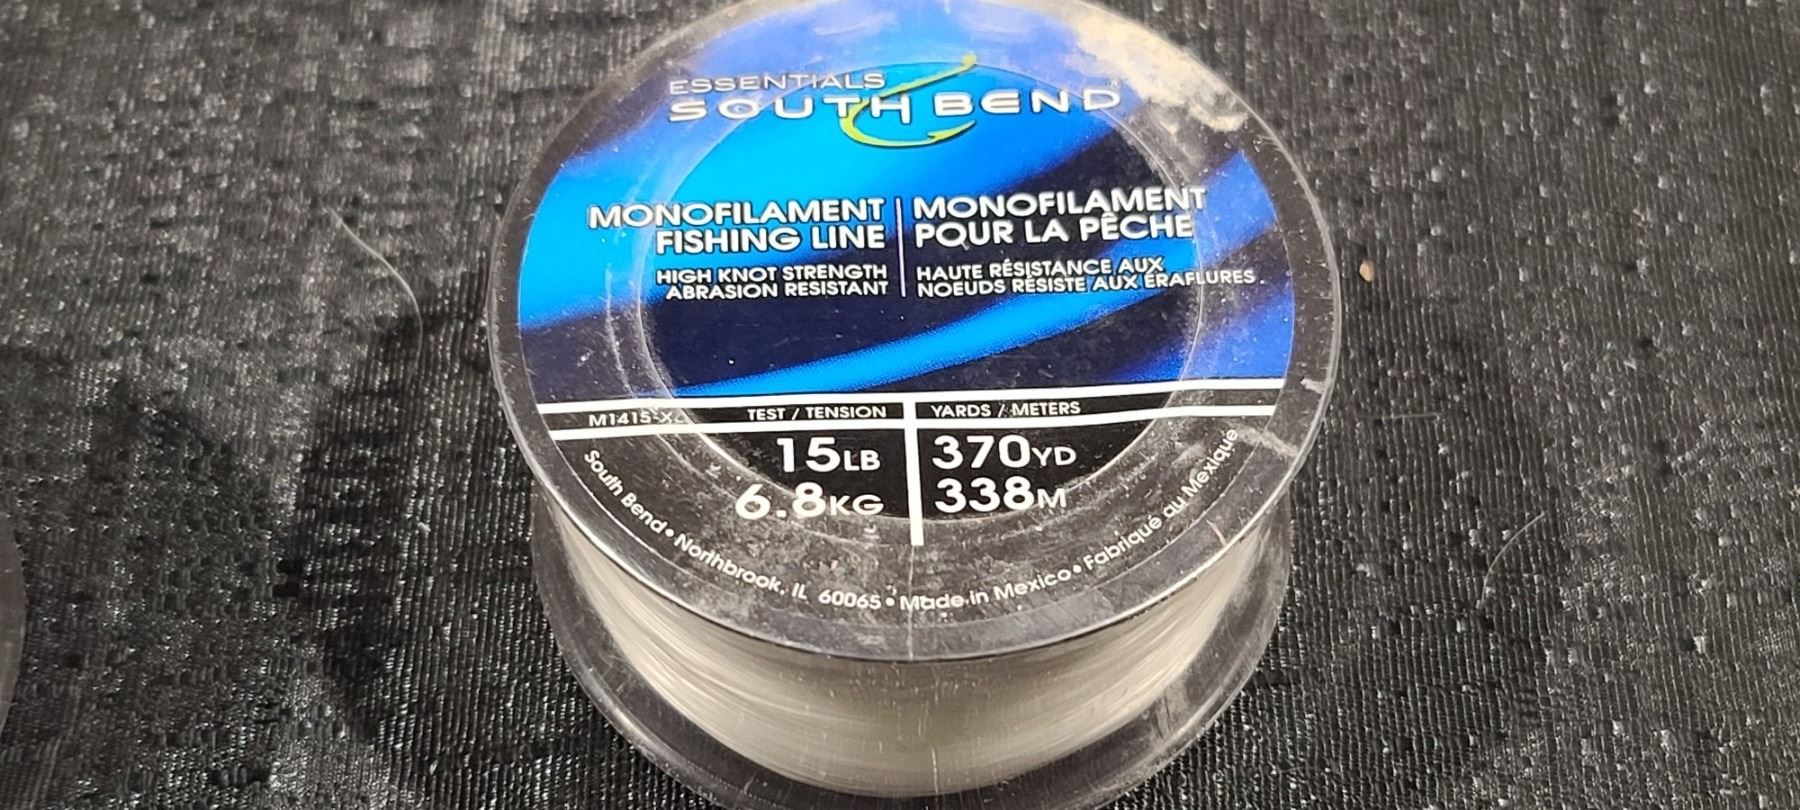 ESSENTIALS
SOUTH BEND®
MONOFILAMENT
FISHING LINE
HIGH KNOT STRENGTH
ABRASION RESISTANT
MONOFILAMENT
POUR LA PÊCHE
HAUTE RÉSISTANCE AUX
NOEUDS RÉSISTE AUX ÉRAFLURES.
M1415-X
TEST / TENSION
15LB
6.8KG
YARDS / METERS
370YD
338M
South Bend • Northbrook, IL 60065 • Made in Mexico • Fabriqué au Mexique